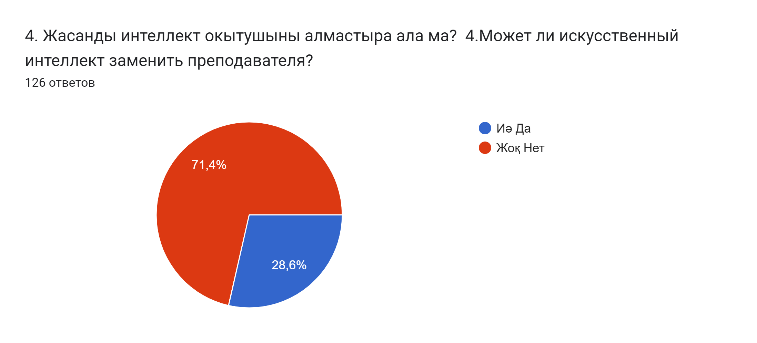 4. Жасанды интеллект окытушыны алмастыра ала ма?  4.Может ли искусственный
интеллект заменить преподавателя?
126 ответов
71,4%
28,6%
Иә Да
Жоқ Нет